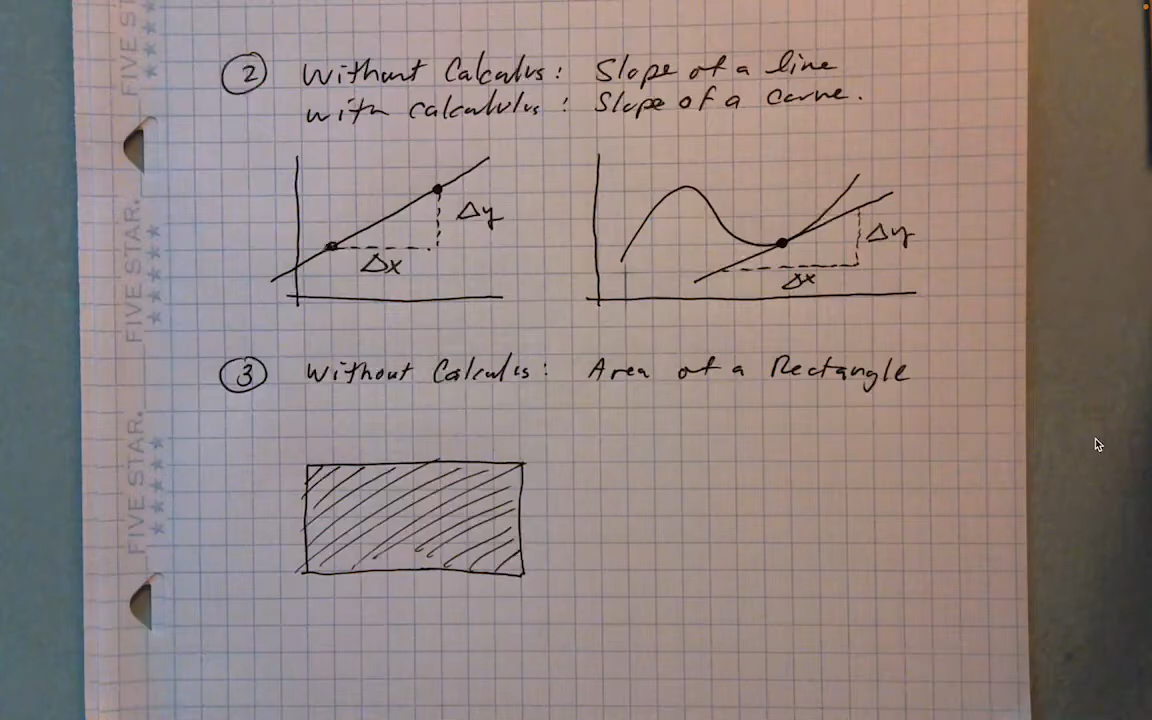 ② Without Calculus: Slope of a line
with calculus: Slope of a curve.
Δy
Δx
Δy
Δx
③ Without Calculus: Area of a Rectangle
FIVE STAR.
FIVE STAR.
FIVE ST